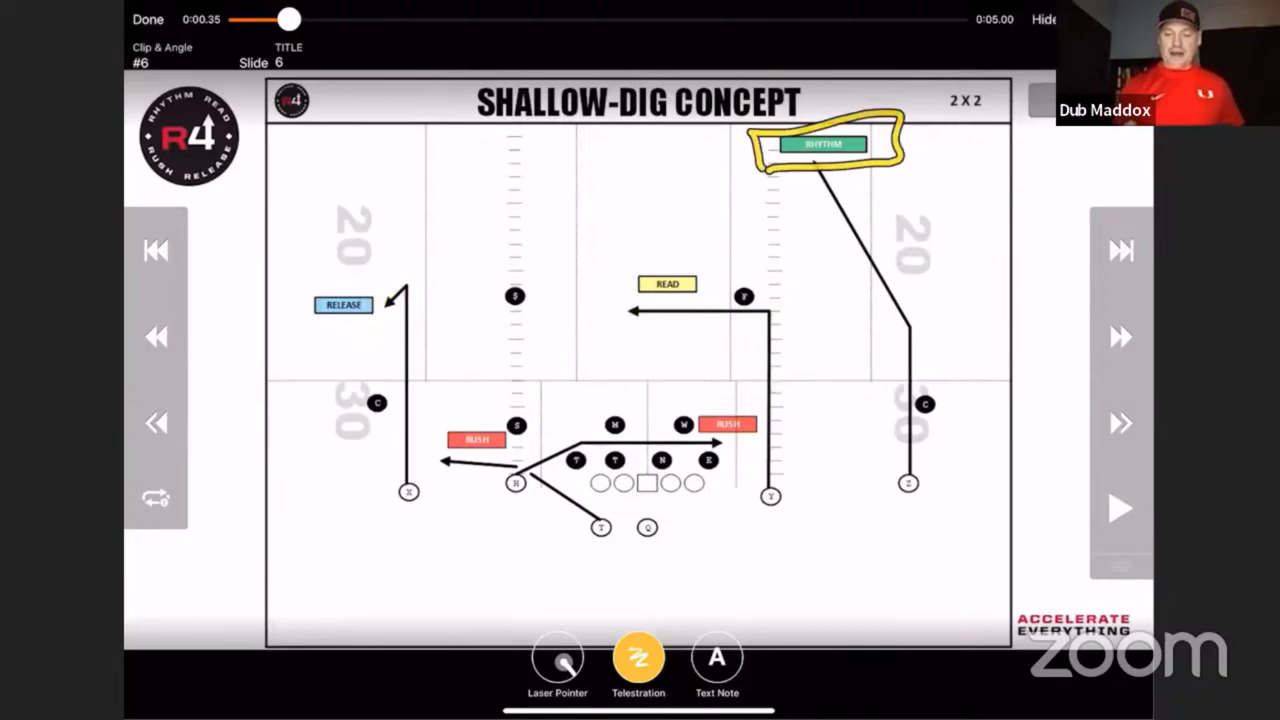 Done 0:00.35 0:05.00 Hide
Clip & Angle TITLE
#6 Slide 6
RHYTHM READ
R4
RUSH RELEASE
R4
SHALLOW-DIG CONCEPT 2 X 2
Dub Maddox
RHYTHM
20 20
READ
RELEASE
$ F
30 30
C C
S M W RUSH
RUSH
T T N E
X H Y Z
T Q
ACCELERATE
EVERYTHING
zoom
A
Laser Pointer Telestration Text Note